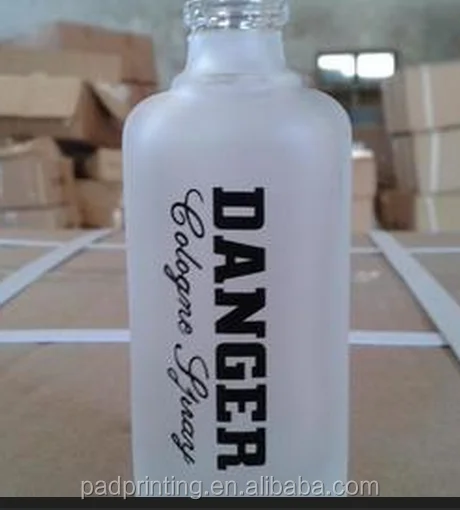 DANGER
Cologne Spray
padprinting.en.alibaba.com